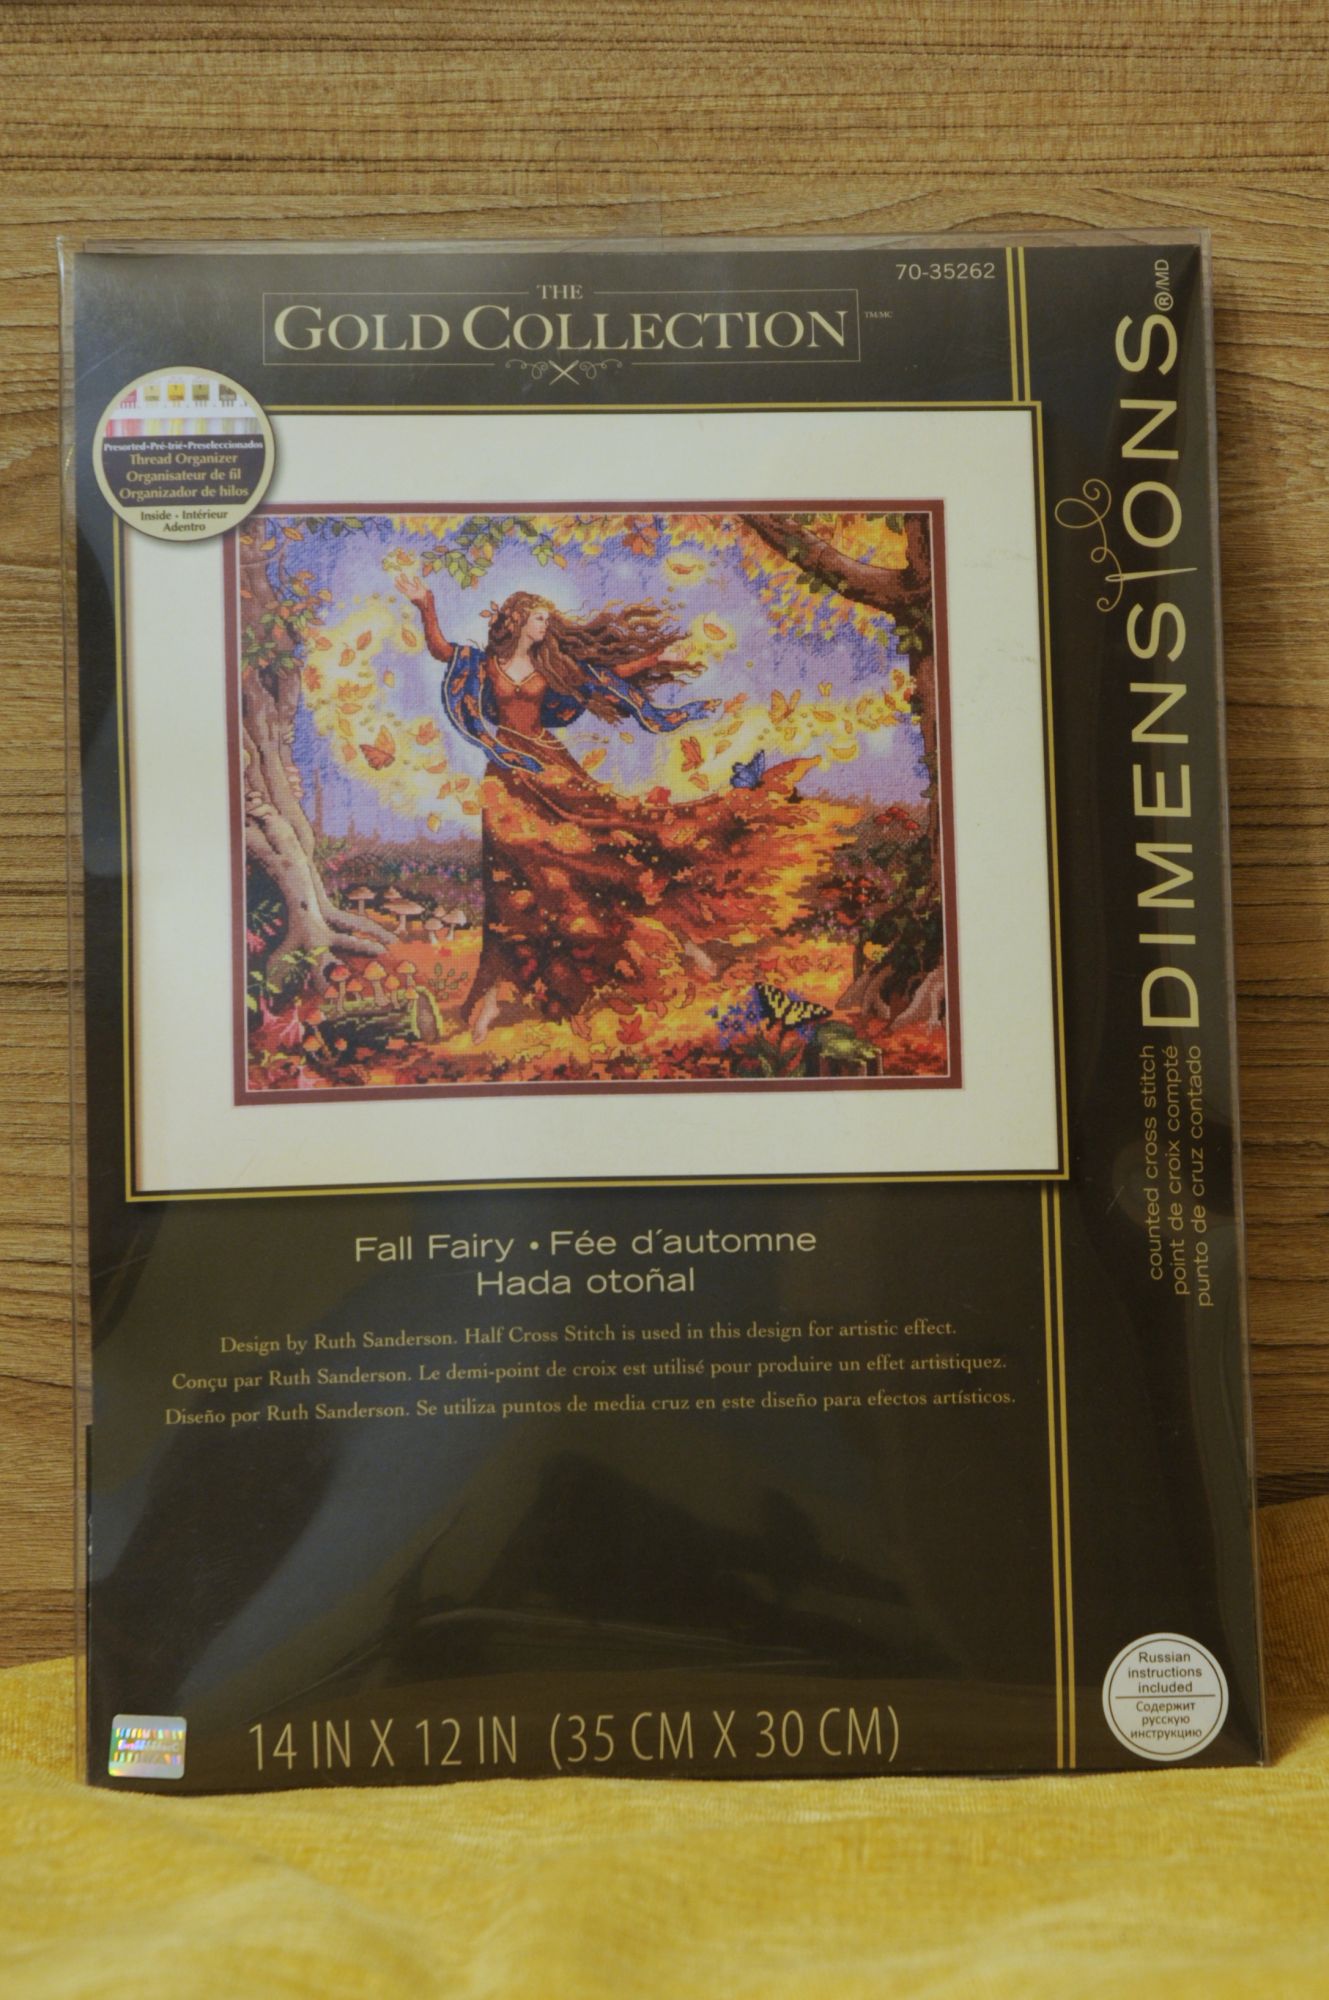 70-35262
THE
GOLD COLLECTION TM/MC
Presorted•Pré-trié•Preseleccionados
Thread Organizer
Organisateur de fil
Organizador de hilos
Inside - Intérieur
Adentro
DIMENSIONS®/MD
counted cross stitch
point de croix compté
punto de cruz contado
Fall Fairy • Fée d´automne
Hada otoñal
Design by Ruth Sanderson. Half Cross Stitch is used in this design for artistic effect.
Conçu par Ruth Sanderson. Le demi-point de croix est utilisé pour produire un effet artistiquez.
Diseño por Ruth Sanderson. Se utiliza puntos de media cruz en este diseño para efectos artísticos.
Russian
instructions
included
Содержит
русскую
инструкцию
14 IN X 12 IN (35 CM X 30 CM)